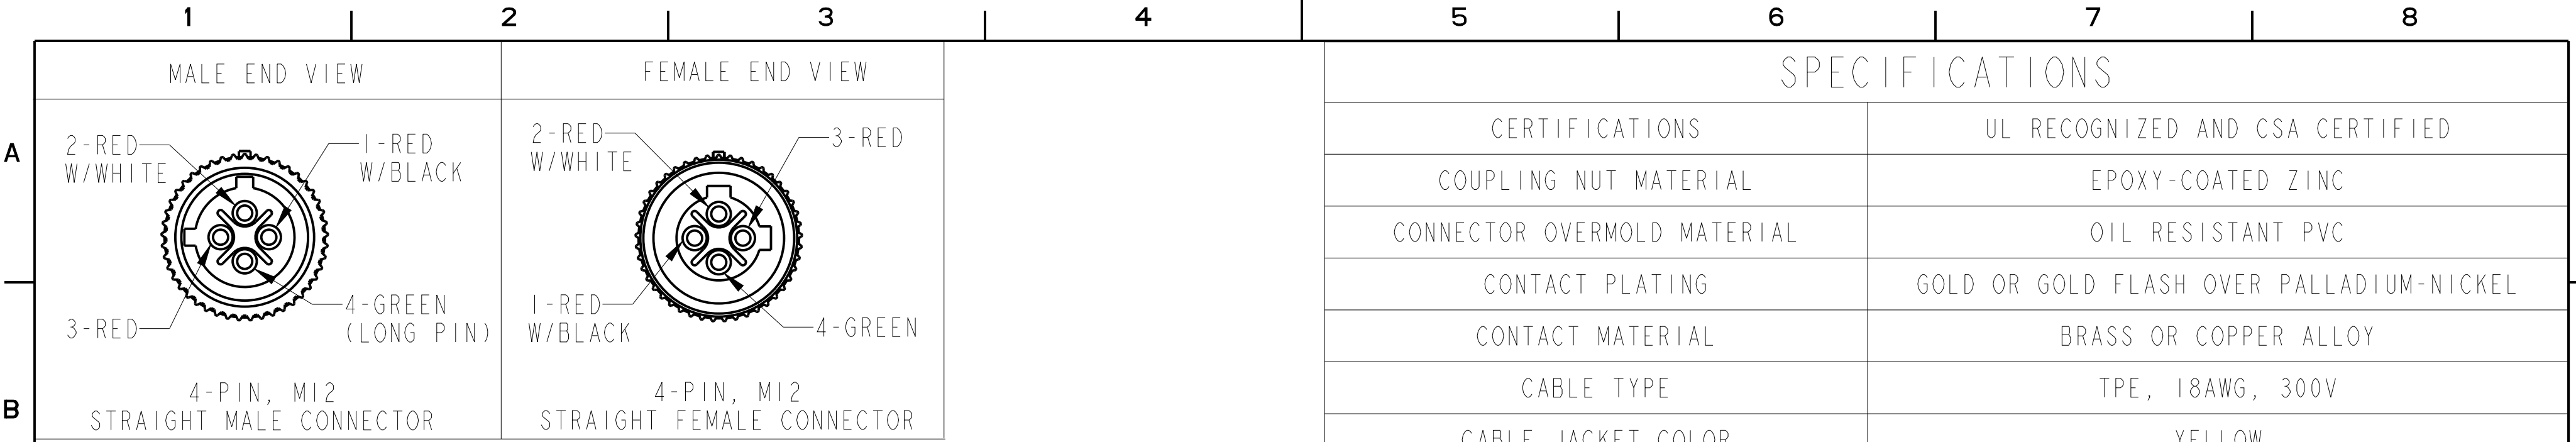 1 2 3 4 5 6 7 8
A
B
MALE END VIEW
2-RED
W/WHITE
1-RED
W/BLACK
3-RED
4-GREEN
(LONG PIN)
4-PIN, M12
STRAIGHT MALE CONNECTOR
FEMALE END VIEW
2-RED
W/WHITE
3-RED
1-RED
W/BLACK
4-GREEN
4-PIN, M12
STRAIGHT FEMALE CONNECTOR
SPECIFICATIONS
CERTIFICATIONS UL RECOGNIZED AND CSA CERTIFIED
COUPLING NUT MATERIAL EPOXY-COATED ZINC
CONNECTOR OVERMOLD MATERIAL OIL RESISTANT PVC
CONTACT PLATING GOLD OR GOLD FLASH OVER PALLADIUM-NICKEL
CONTACT MATERIAL BRASS OR COPPER ALLOY
CABLE TYPE TPE, 18AWG, 300V
CABLE JACKET COLOR YELLOW